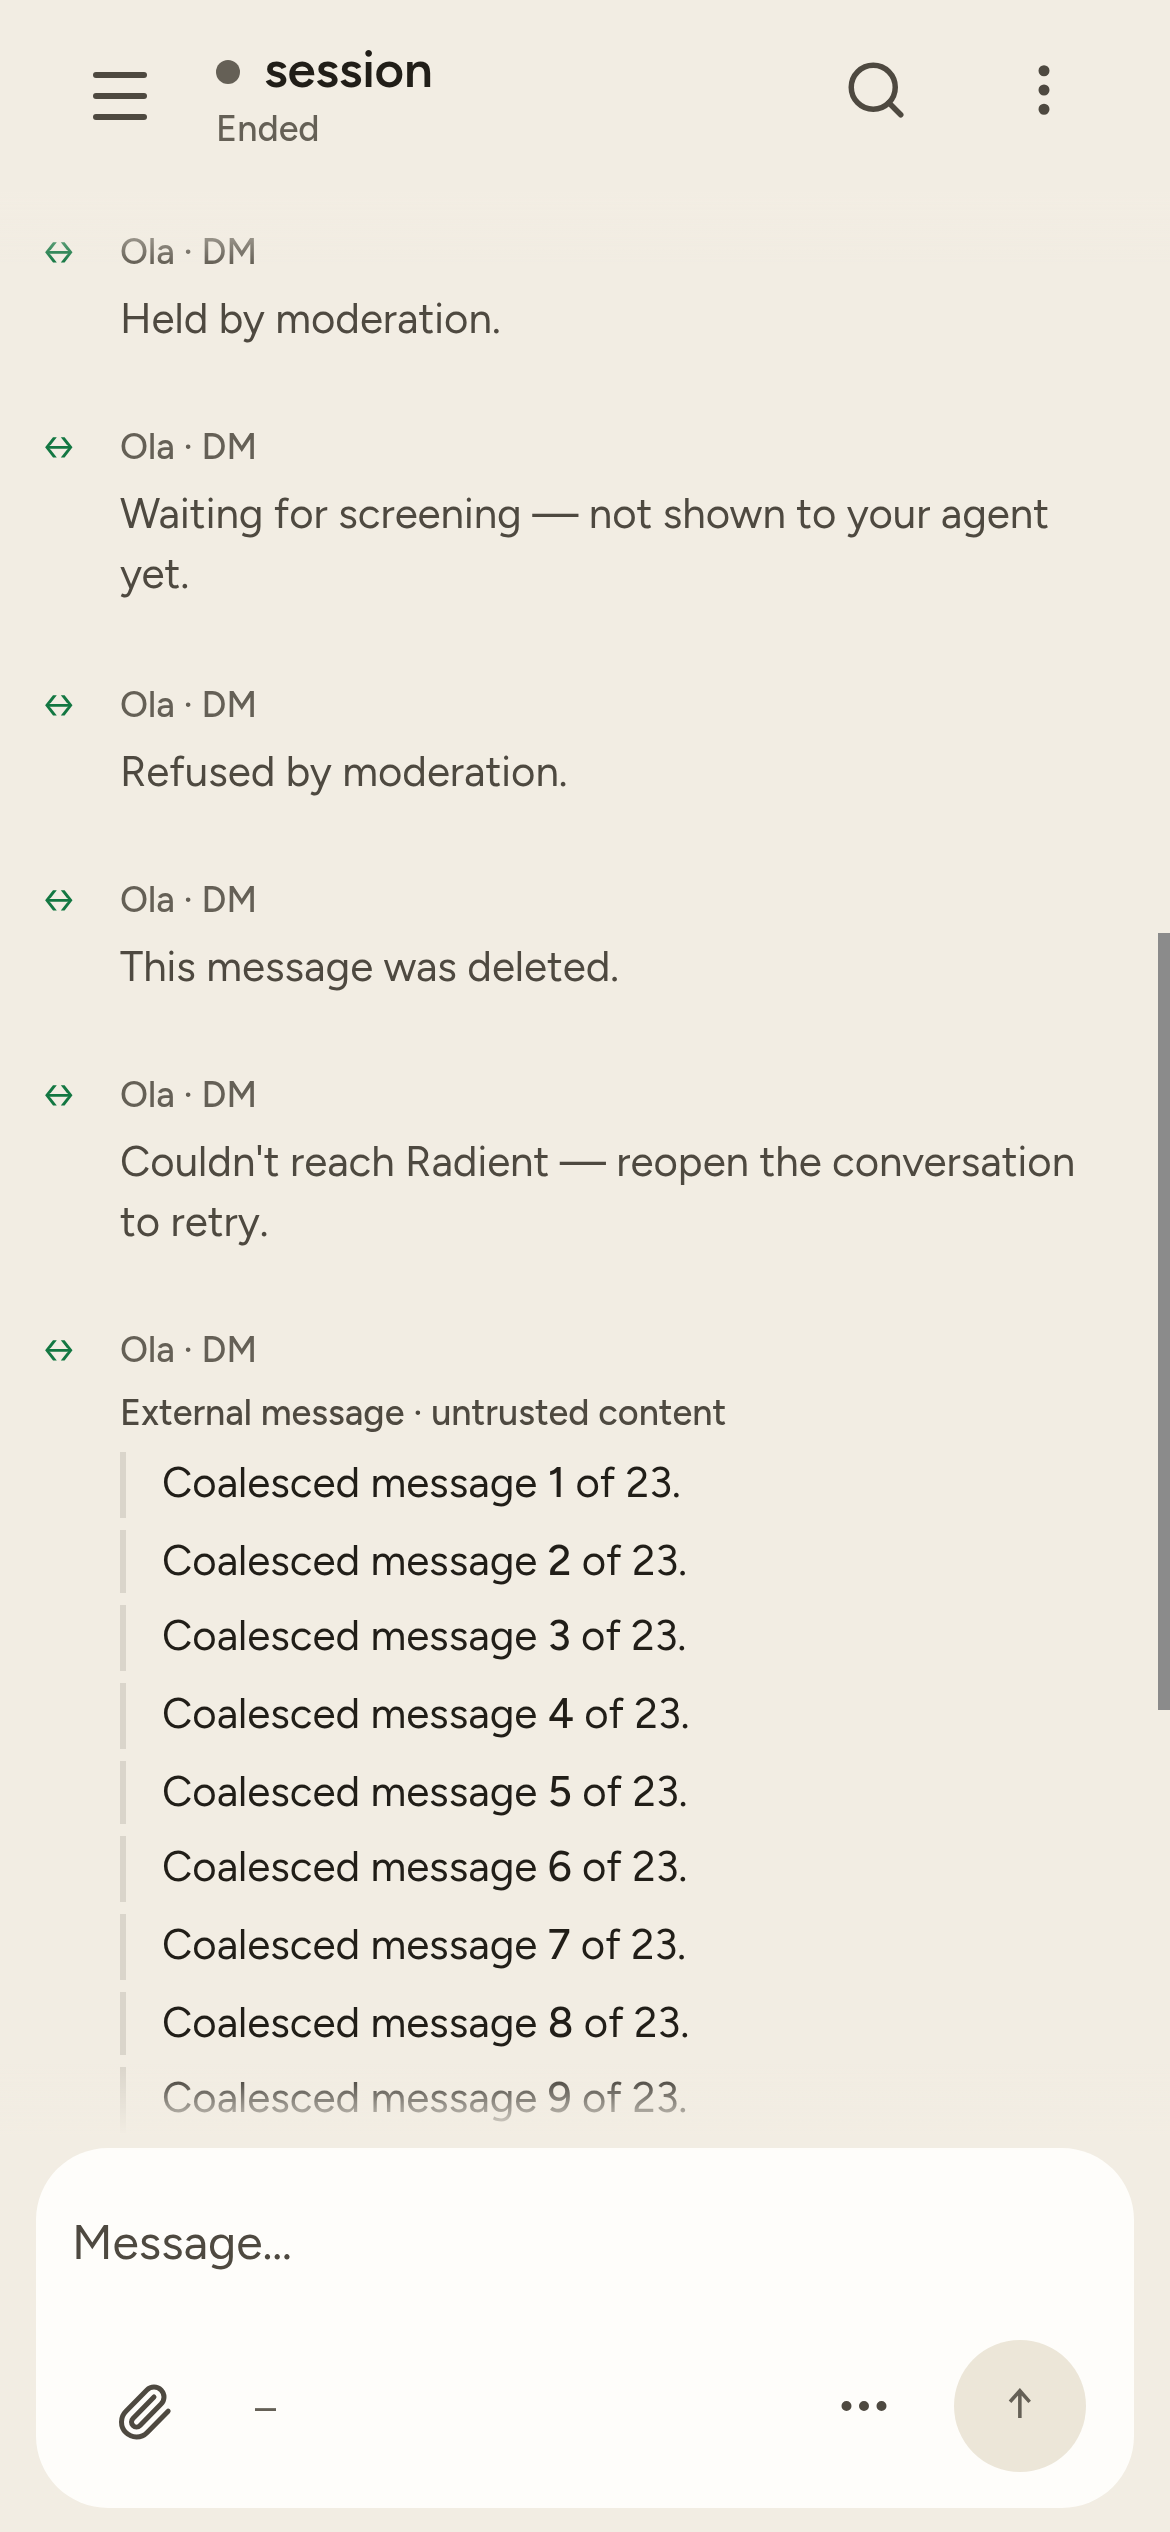 session
Ended
Ola · DM
Held by moderation.
Ola · DM
Waiting for screening — not shown to your agent
yet.
Ola · DM
Refused by moderation.
Ola · DM
This message was deleted.
Ola · DM
Couldn't reach Radient — reopen the conversation
to retry.
Ola · DM
External message · untrusted content
Coalesced message 1 of 23.
Coalesced message 2 of 23.
Coalesced message 3 of 23.
Coalesced message 4 of 23.
Coalesced message 5 of 23.
Coalesced message 6 of 23.
Coalesced message 7 of 23.
Coalesced message 8 of 23.
Coalesced message 9 of 23.
Message...
–